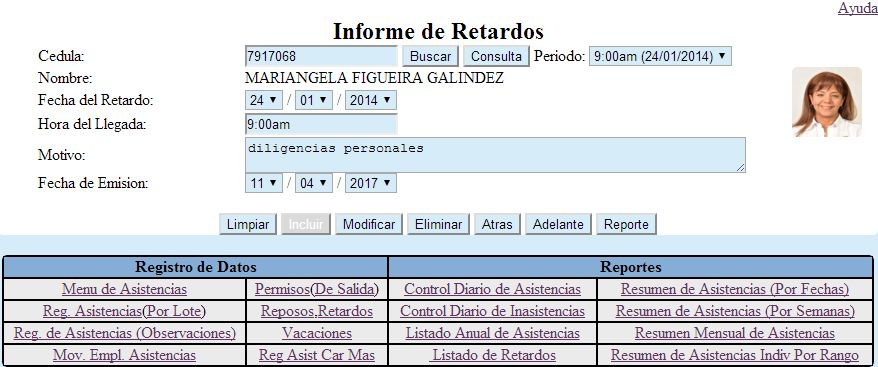 Ayuda
Informe de Retardos
Cedula: 7917068 Buscar Consulta Periodo: 9:00am (24/01/2014)
Nombre: MARIANGELA FIGUEIRA GALINDEZ
Fecha del Retardo: 24 / 01 / 2014
Hora del Llegada: 9:00am
Motivo: diligencias personales
Fecha de Emision: 11 / 04 / 2017
Limpiar Incluir Modificar Eliminar Atras Adelante Reporte
Registro de Datos Reportes
Menu de Asistencias Permisos(De Salida) Control Diario de Asistencias Resumen de Asistencias (Por Fechas)
Reg. Asistencias(Por Lote) Reposos,Retardos Control Diario de Inasistencias Resumen de Asistencias (Por Semanas)
Reg. de Asistencias (Observaciones) Vacaciones Listado Anual de Asistencias Resumen Mensual de Asistencias
Mov. Empl. Asistencias Reg Asist Car Mas Listado de Retardos Resumen de Asistencias Indiv Por Rango